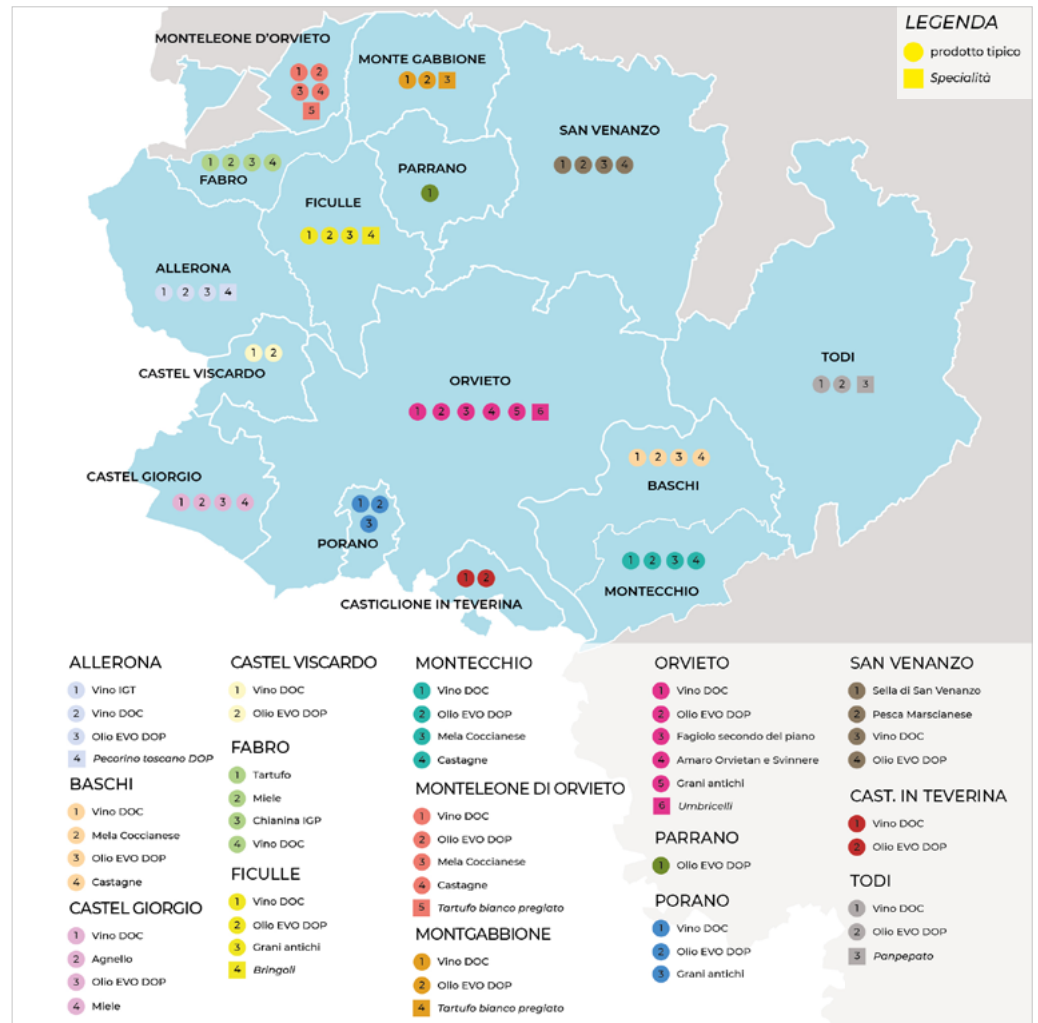 LEGENDA
prodotto tipico
Specialità
MONTELEONE D'ORVIETO
1 2
3 4
5
MONTE GABBIONE
1 2 3
SAN VENANZO
1 2 3 4
1 2 3 4
FABRO
PARRANO
1
FICULLE
1 2 3 4
ALLERONA
1 2 3 4
1 2
CASTEL VISCARDO
ORVIETO
1 2 3 4 5 6
TODI
1 2 3
1 2 3 4
BASCHI
CASTEL GIORGIO
1 2 3 4
1 2
3
PORANO
1 2
CASTIGLIONE IN TEVERINA
1 2 3 4
MONTECCHIO
ALLERONA
1 Vino IGT
2 Vino DOC
3 Olio EVO DOP
4 Pecorino toscano DOP
BASCHI
1 Vino DOC
2 Mela Coccianese
3 Olio EVO DOP
4 Castagne
CASTEL GIORGIO
1 Vino DOC
2 Agnello
3 Olio EVO DOP
4 Miele
CASTEL VISCARDO
1 Vino DOC
2 Olio EVO DOP
FABRO
1 Tartufo
2 Miele
3 Chianina IGP
4 Vino DOC
FICULLE
1 Vino DOC
2 Olio EVO DOP
3 Grani antichi
4 Bringoli
MONTECCHIO
1 Vino DOC
2 Olio EVO DOP
3 Mela Coccianese
4 Castagne
MONTELEONE DI ORVIETO
1 Vino DOC
2 Olio EVO DOP
3 Mela Coccianese
4 Castagne
5 Tartufo bianco pregiato
MONTGABBIONE
1 Vino DOC
2 Olio EVO DOP
4 Tartufo bianco pregiato
ORVIETO
1 Vino DOC
2 Olio EVO DOP
3 Fagiolo secondo del piano
4 Amaro Orvietan e Svinnere
5 Grani antichi
6 Umbricelli
PARRANO
1 Olio EVO DOP
PORANO
1 Vino DOC
2 Olio EVO DOP
3 Grani antichi
SAN VENANZO
1 Sella di San Venanzo
2 Pesca Marscianese
3 Vino DOC
4 Olio EVO DOP
CAST. IN TEVERINA
1 Vino DOC
2 Olio EVO DOP
TODI
1 Vino DOC
2 Olio EVO DOP
3 Panpepato